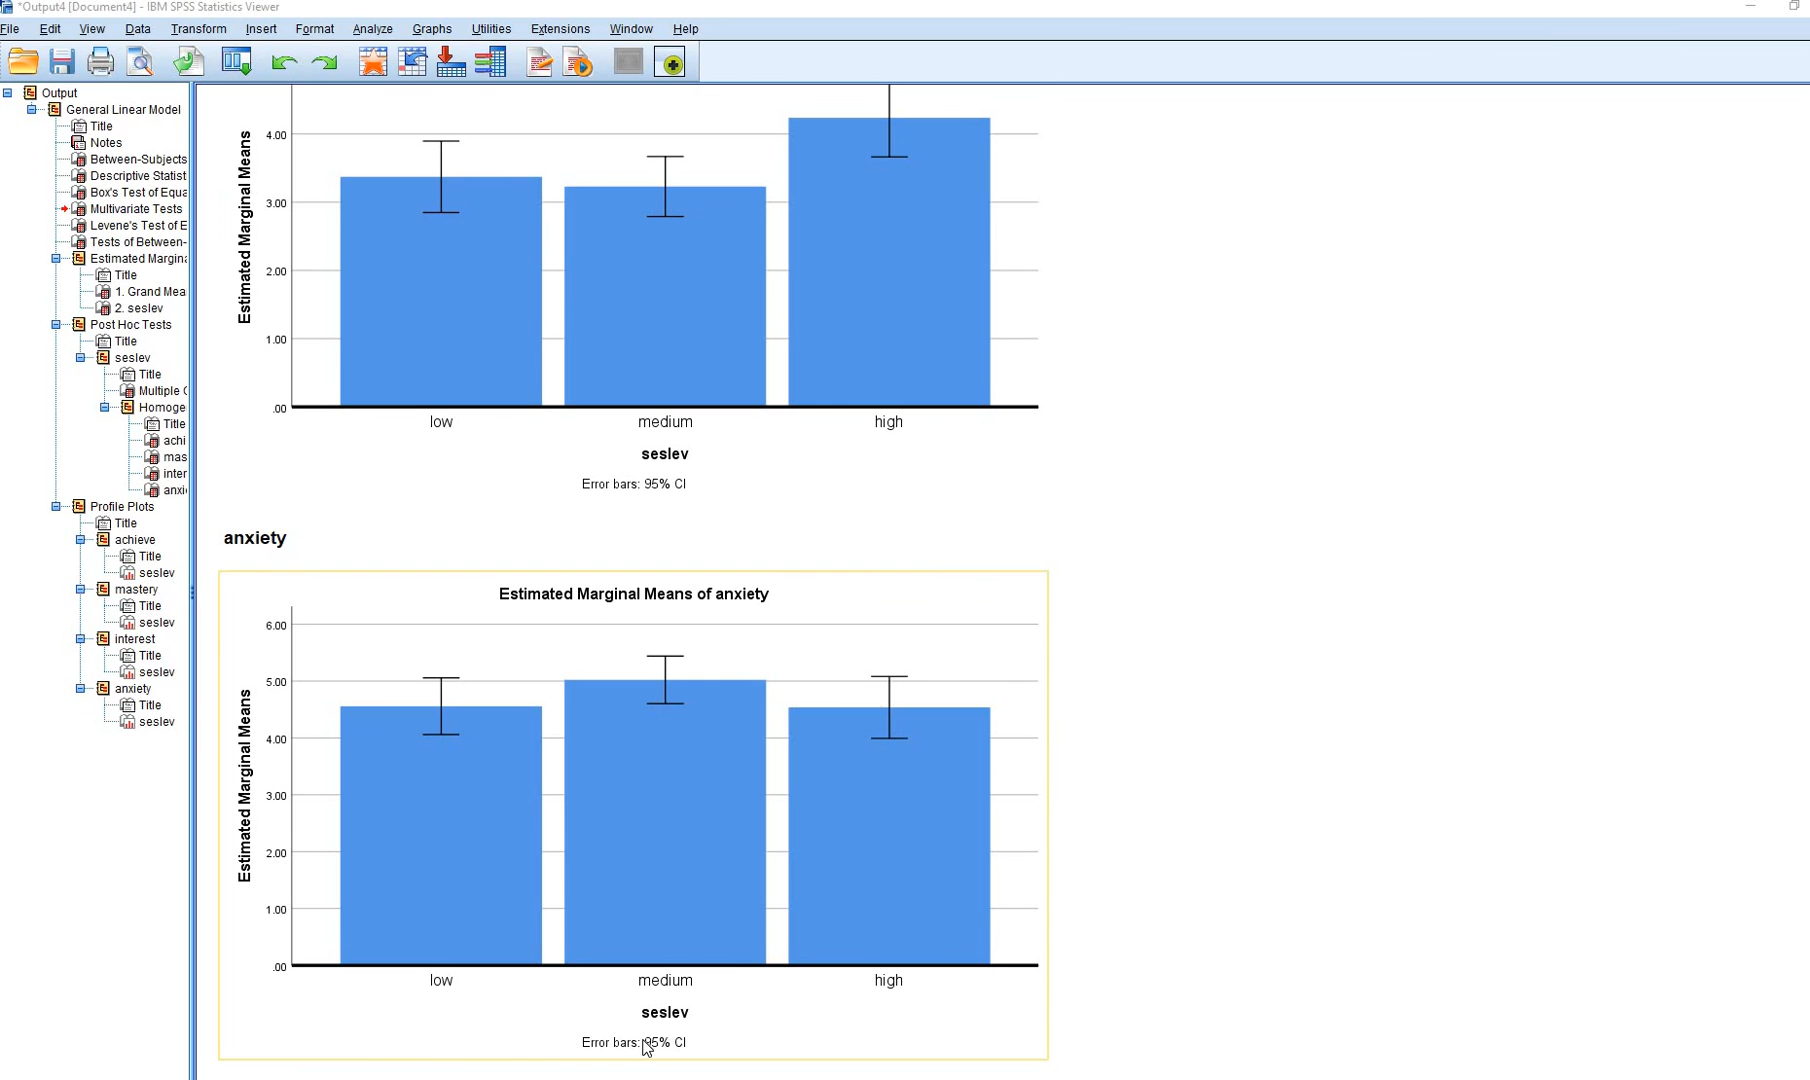 *Output4 [Document4] - IBM SPSS Statistics Viewer
File Edit View Data Transform Insert Format Analyze Graphs Utilities Extensions Window Help
Output
General Linear Model
Title
Notes
Between-Subjects
Descriptive Statist
Box's Test of Equa
Multivariate Tests
Levene's Test of E
Tests of Between-
Estimated Margina
Title
1. Grand Mea
2. seslev
Post Hoc Tests
Title
seslev
Title
Multiple C
Homoge
Title
achi
mas
inter
anxi
Profile Plots
Title
achieve
Title
seslev
mastery
Title
seslev
interest
Title
seslev
anxiety
Title
seslev
Estimated Marginal Means
4.00
3.00
2.00
1.00
.00
low medium high
seslev
Error bars: 95% CI
anxiety
Estimated Marginal Means of anxiety
Estimated Marginal Means
6.00
5.00
4.00
3.00
2.00
1.00
.00
low medium high
seslev
Error bars: 95% CI